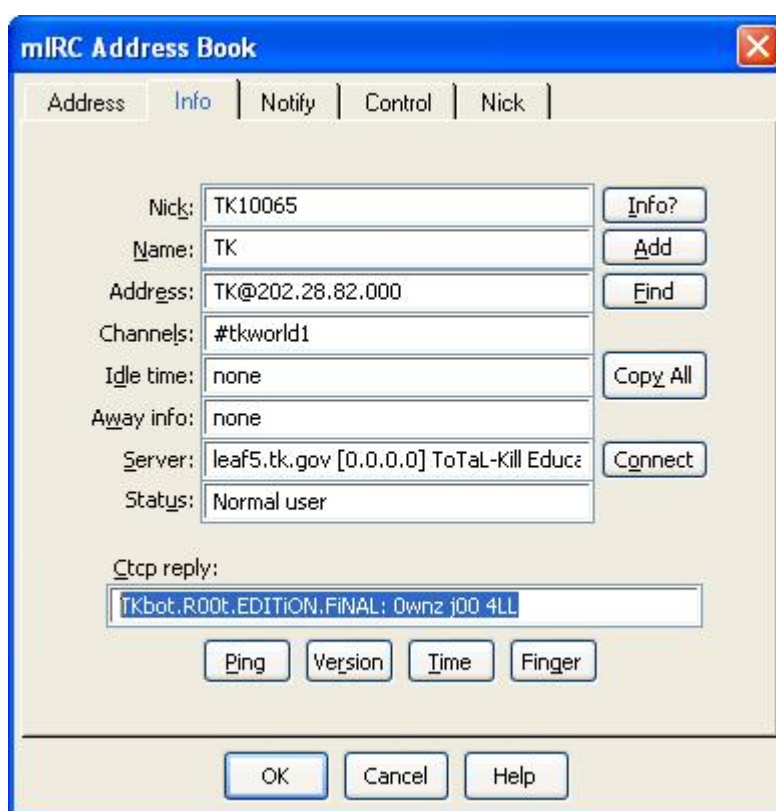 mIRC Address Book
Address Info Notify Control Nick
Nick: TK10065 Info?
Name: TK Add
Address: TK@202.28.82.000 Find
Channels: #tkworld1
Idle time: none Copy All
Away info: none
Server: leaf5.tk.gov [0.0.0.0] ToTaL-Kill Educa Connect
Status: Normal user
Ctcp reply:
TKbot.R00t.EDITiON.FiNAL: 0wnz j00 4LL
Ping Version Time Finger
OK Cancel Help